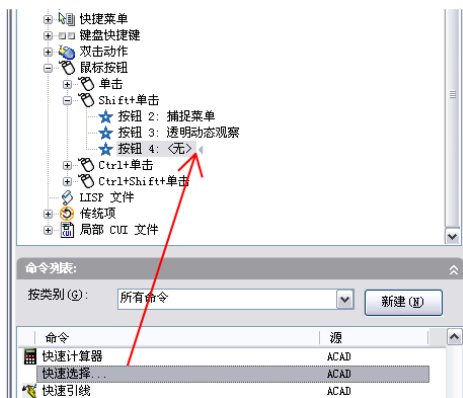 快捷菜单
键盘快捷键
双击动作
鼠标按钮
单击
Shift+单击
按钮 2: 捕捉菜单
按钮 3: 透明动态观察
按钮 4: <无>
Ctrl+单击
Ctrl+Shift+单击
LISP 文件
传统项
局部 CUI 文件
命令列表:
按类别(G): 所有命令 新建(N)
命令 源
快速计算器 ACAD
快速选择... ACAD
快速引线 ACAD